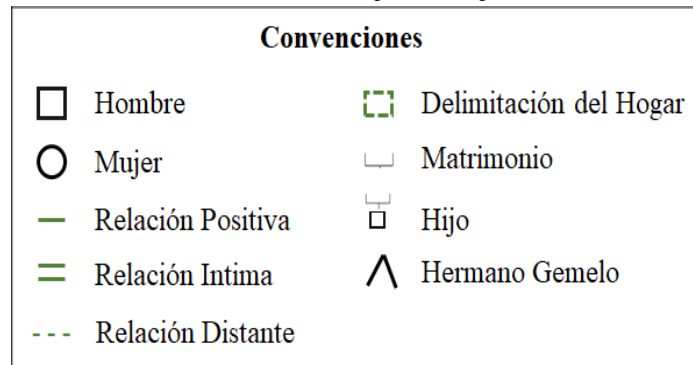 Convenciones
Hombre
Mujer
Relación Positiva
Relación Intima
Relación Distante
Delimitación del Hogar
Matrimonio
Hijo
Hermano Gemelo